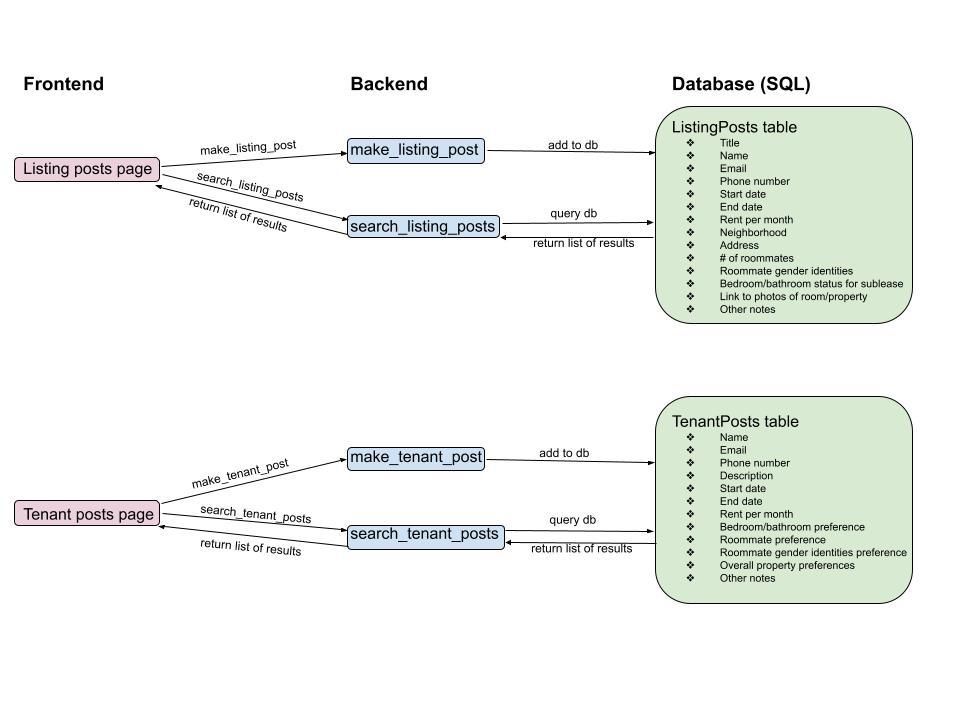 Frontend
Backend
Database (SQL)
Listing posts page
make_listing_post
search_listing_posts
return list of results
make_listing_post
search_listing_posts
add to db
query db
return list of results
ListingPosts table
❖ Title
❖ Name
❖ Email
❖ Phone number
❖ Start date
❖ End date
❖ Rent per month
❖ Neighborhood
❖ Address
❖ # of roommates
❖ Roommate gender identities
❖ Bedroom/bathroom status for sublease
❖ Link to photos of room/property
❖ Other notes
Tenant posts page
make_tenant_post
search_tenant_posts
return list of results
make_tenant_post
search_tenant_posts
add to db
query db
return list of results
TenantPosts table
❖ Name
❖ Email
❖ Phone number
❖ Description
❖ Start date
❖ End date
❖ Rent per month
❖ Bedroom/bathroom preference
❖ Roommate preference
❖ Roommate gender identities preference
❖ Overall property preferences
❖ Other notes